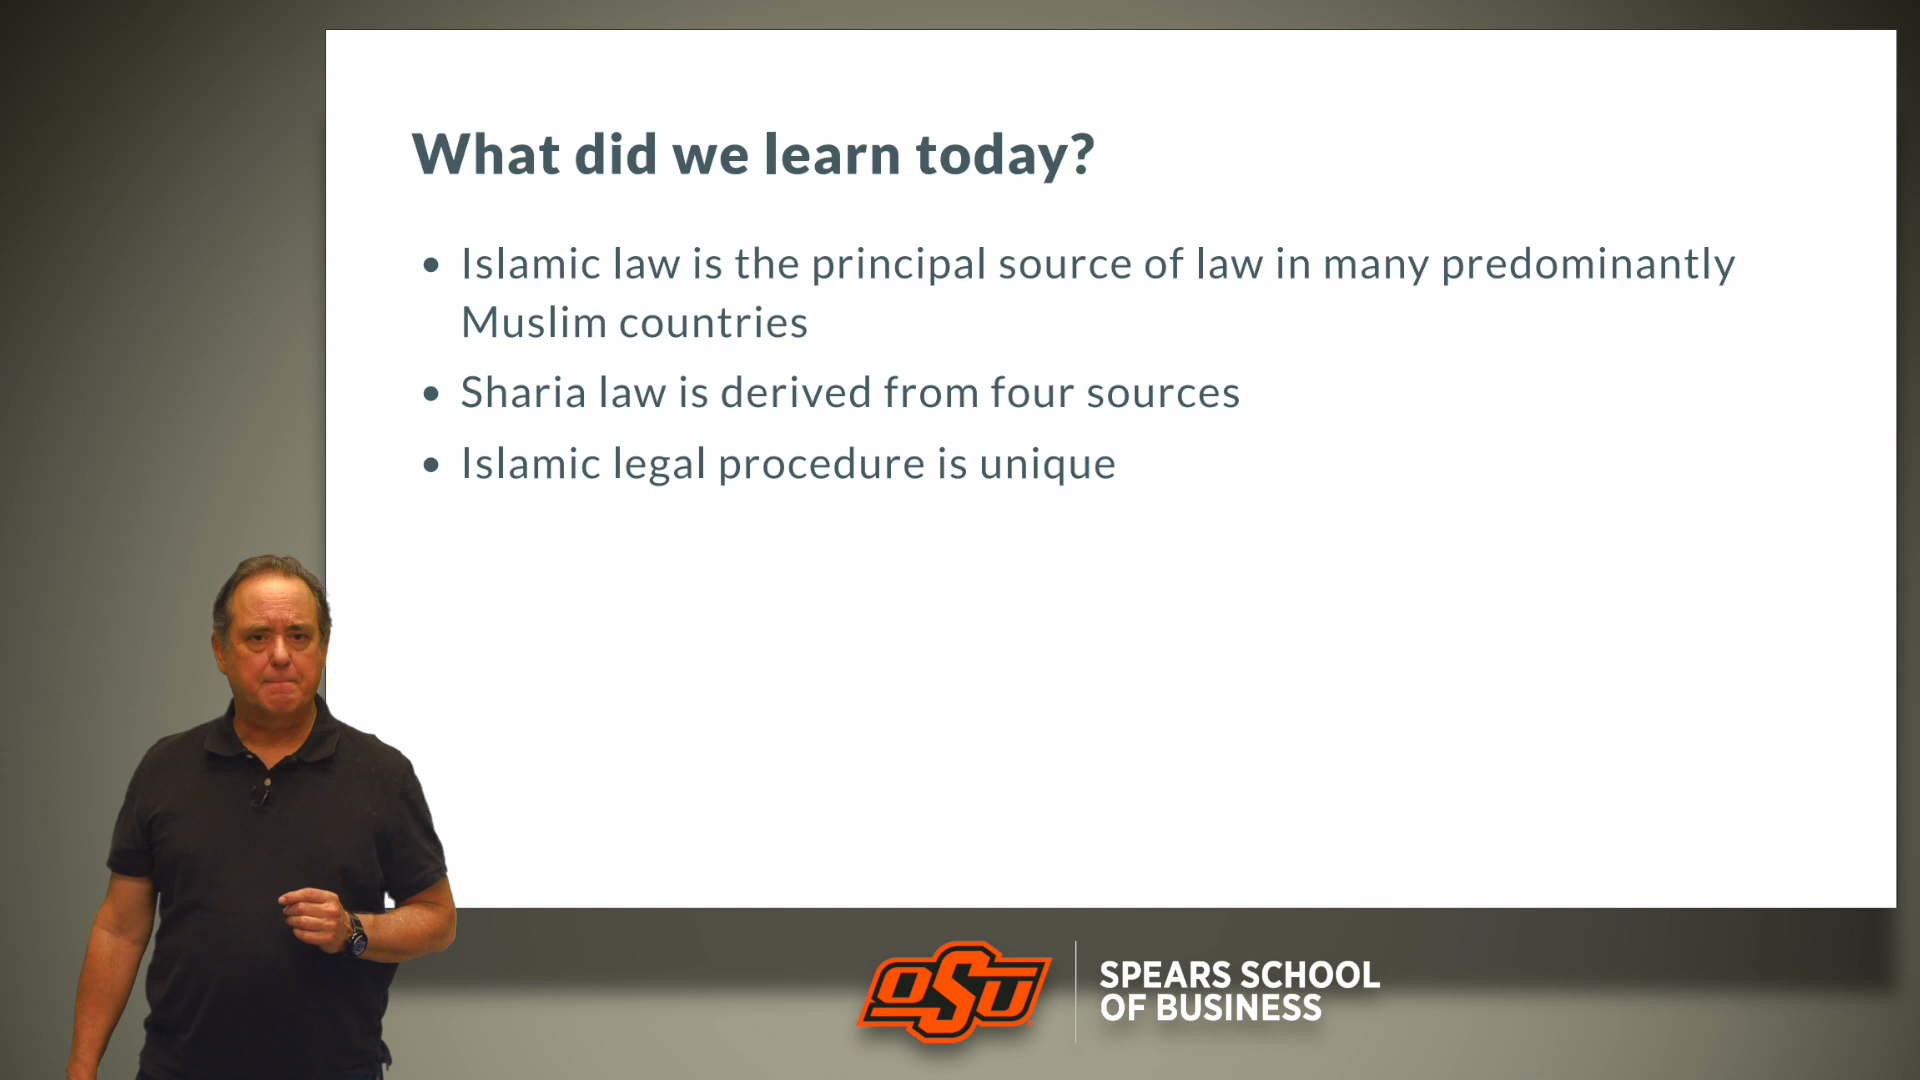 What did we learn today?
• Islamic law is the principal source of law in many predominantly
Muslim countries
• Sharia law is derived from four sources
• Islamic legal procedure is unique
OSU
SPEARS SCHOOL
OF BUSINESS